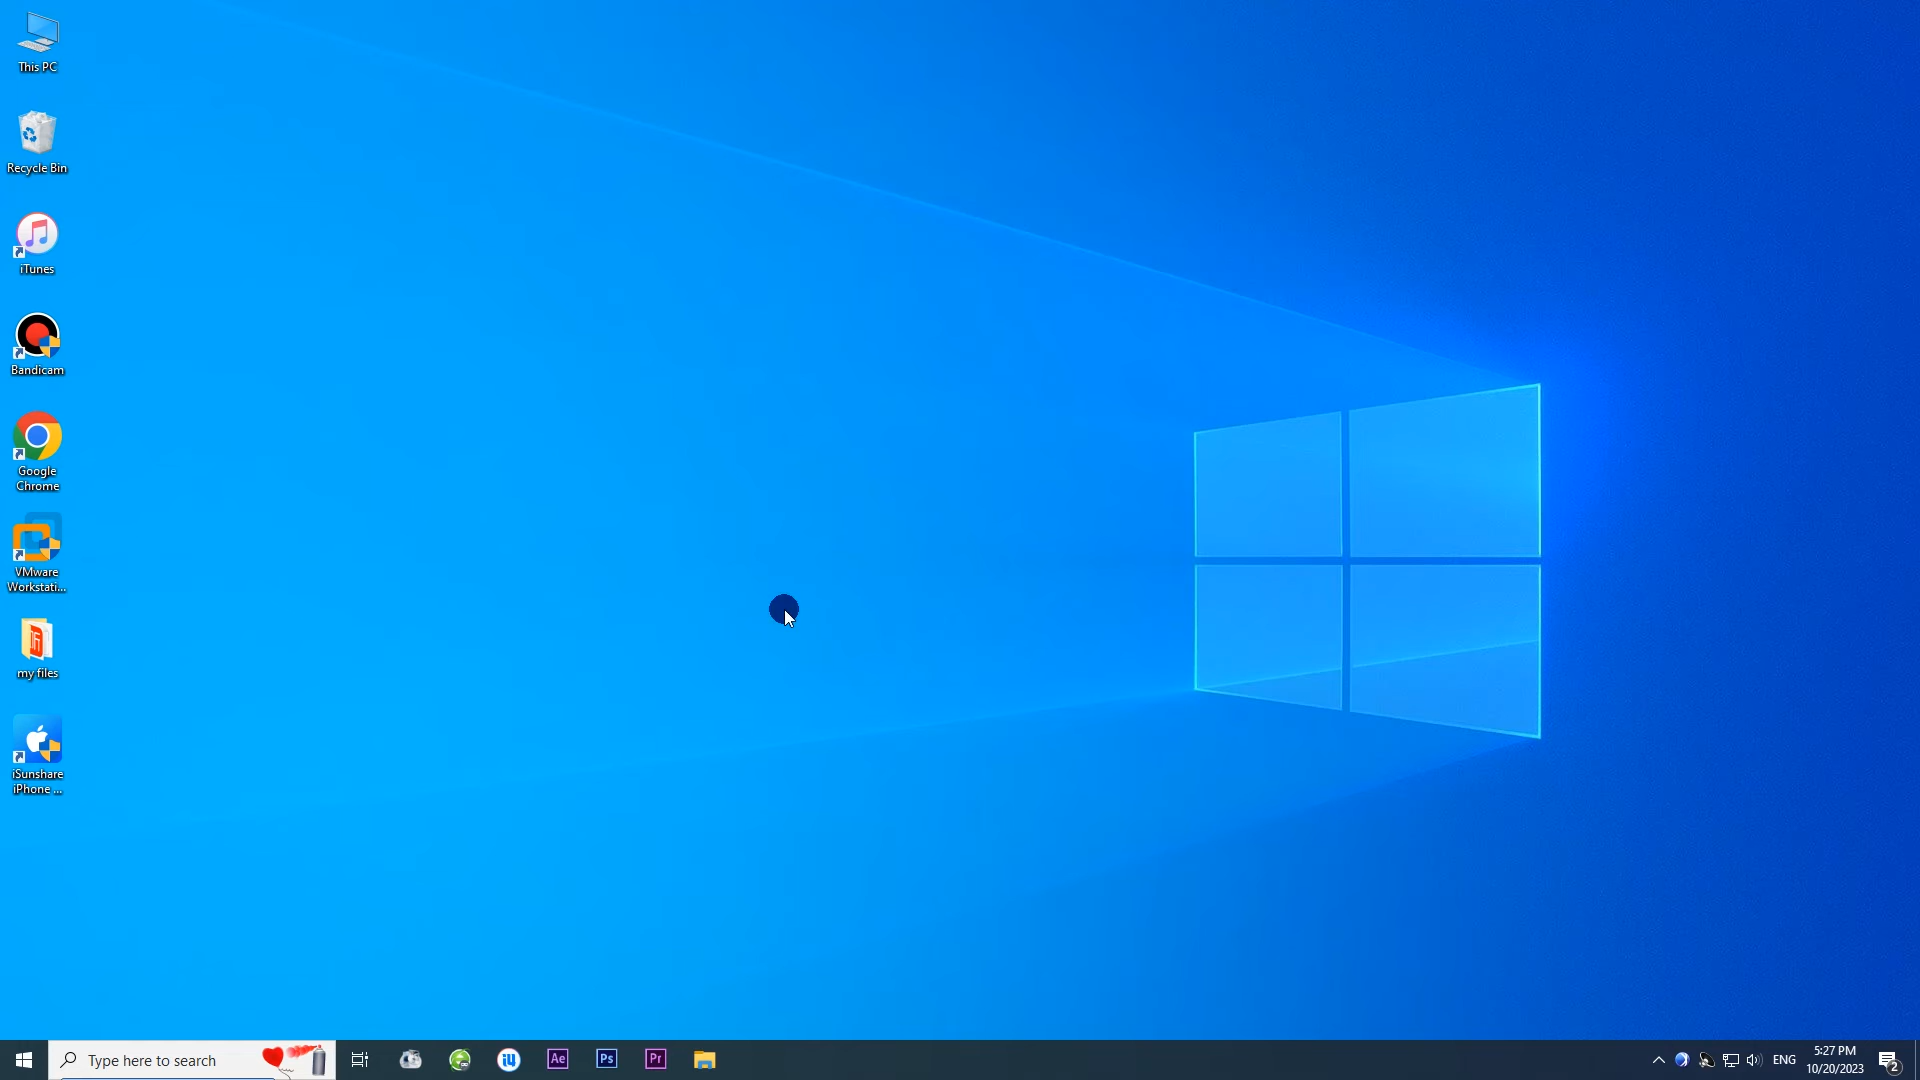 This PC
Recycle Bin
iTunes
Bandicam
Google
Chrome
VMware
Workstati...
my files
iSunshare
iPhone ...
Type here to search
Ae
Ps
Pr
ENG
5:27 PM
10/20/2023
2